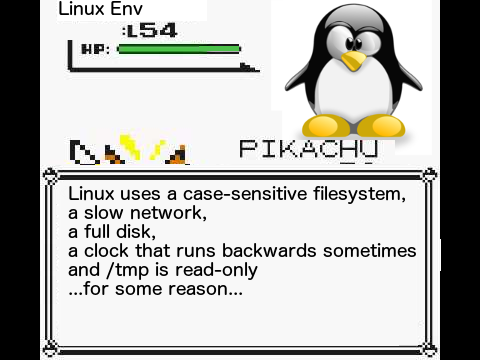 Linux Env
:L54
HP:
PIKACHU
Linux uses a case-sensitive filesystem,
a slow network,
a full disk,
a clock that runs backwards sometimes
and /tmp is read-only
...for some reason...